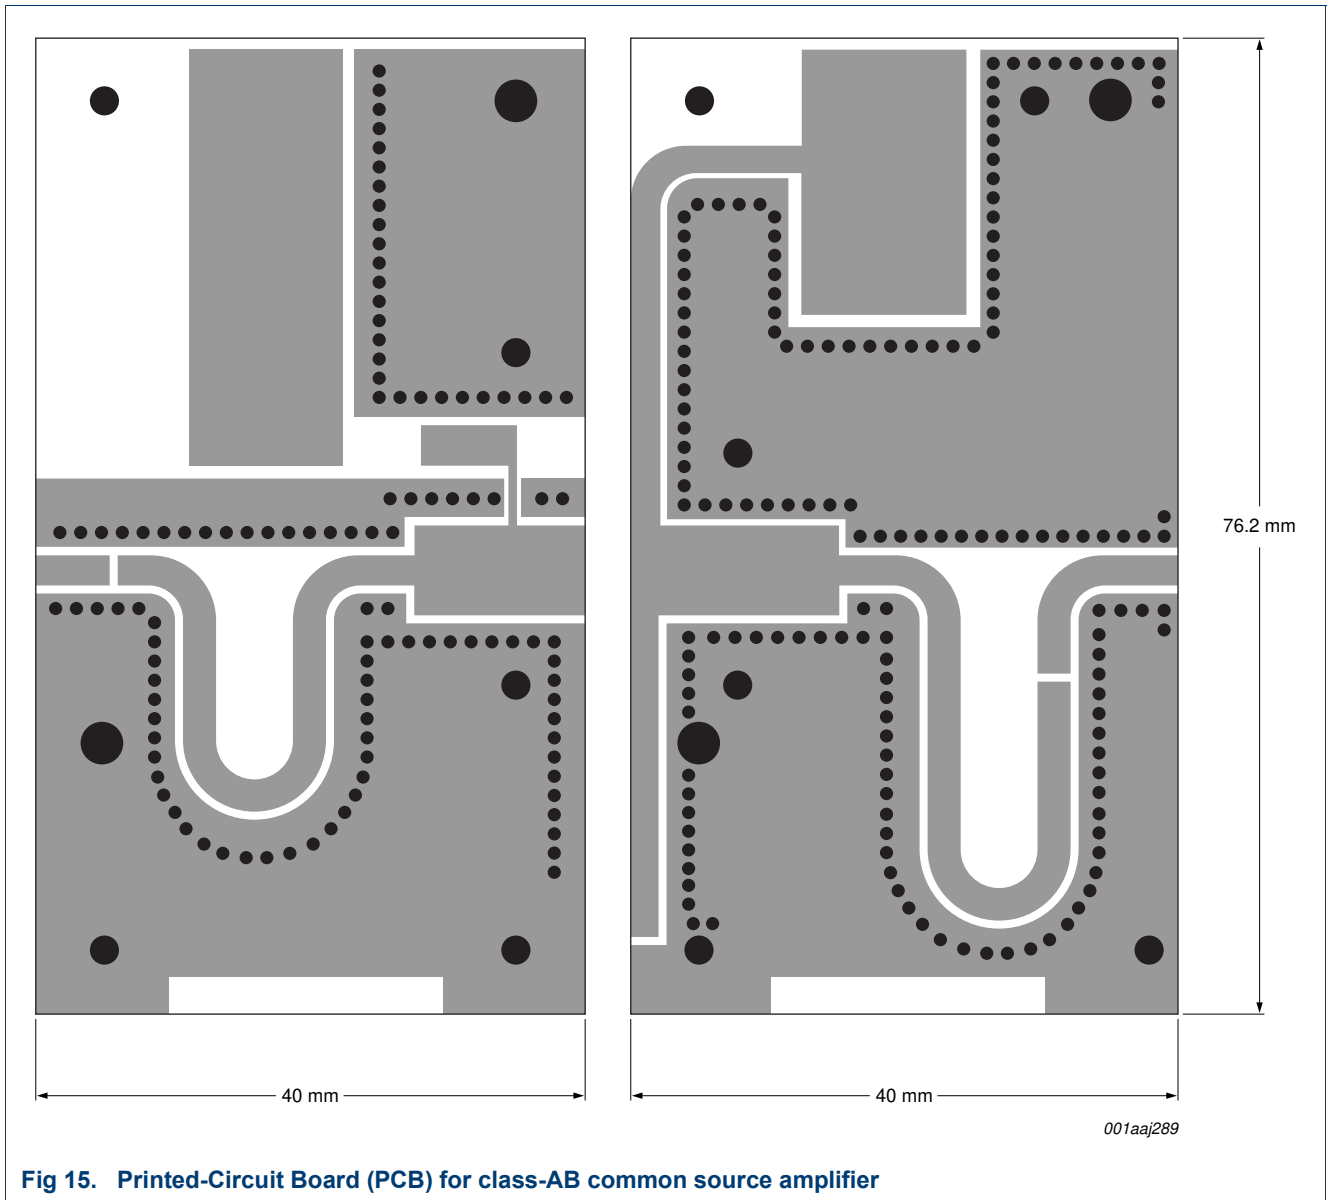 76.2 mm
40 mm
40 mm
001aaj289
Fig 15. Printed-Circuit Board (PCB) for class-AB common source amplifier